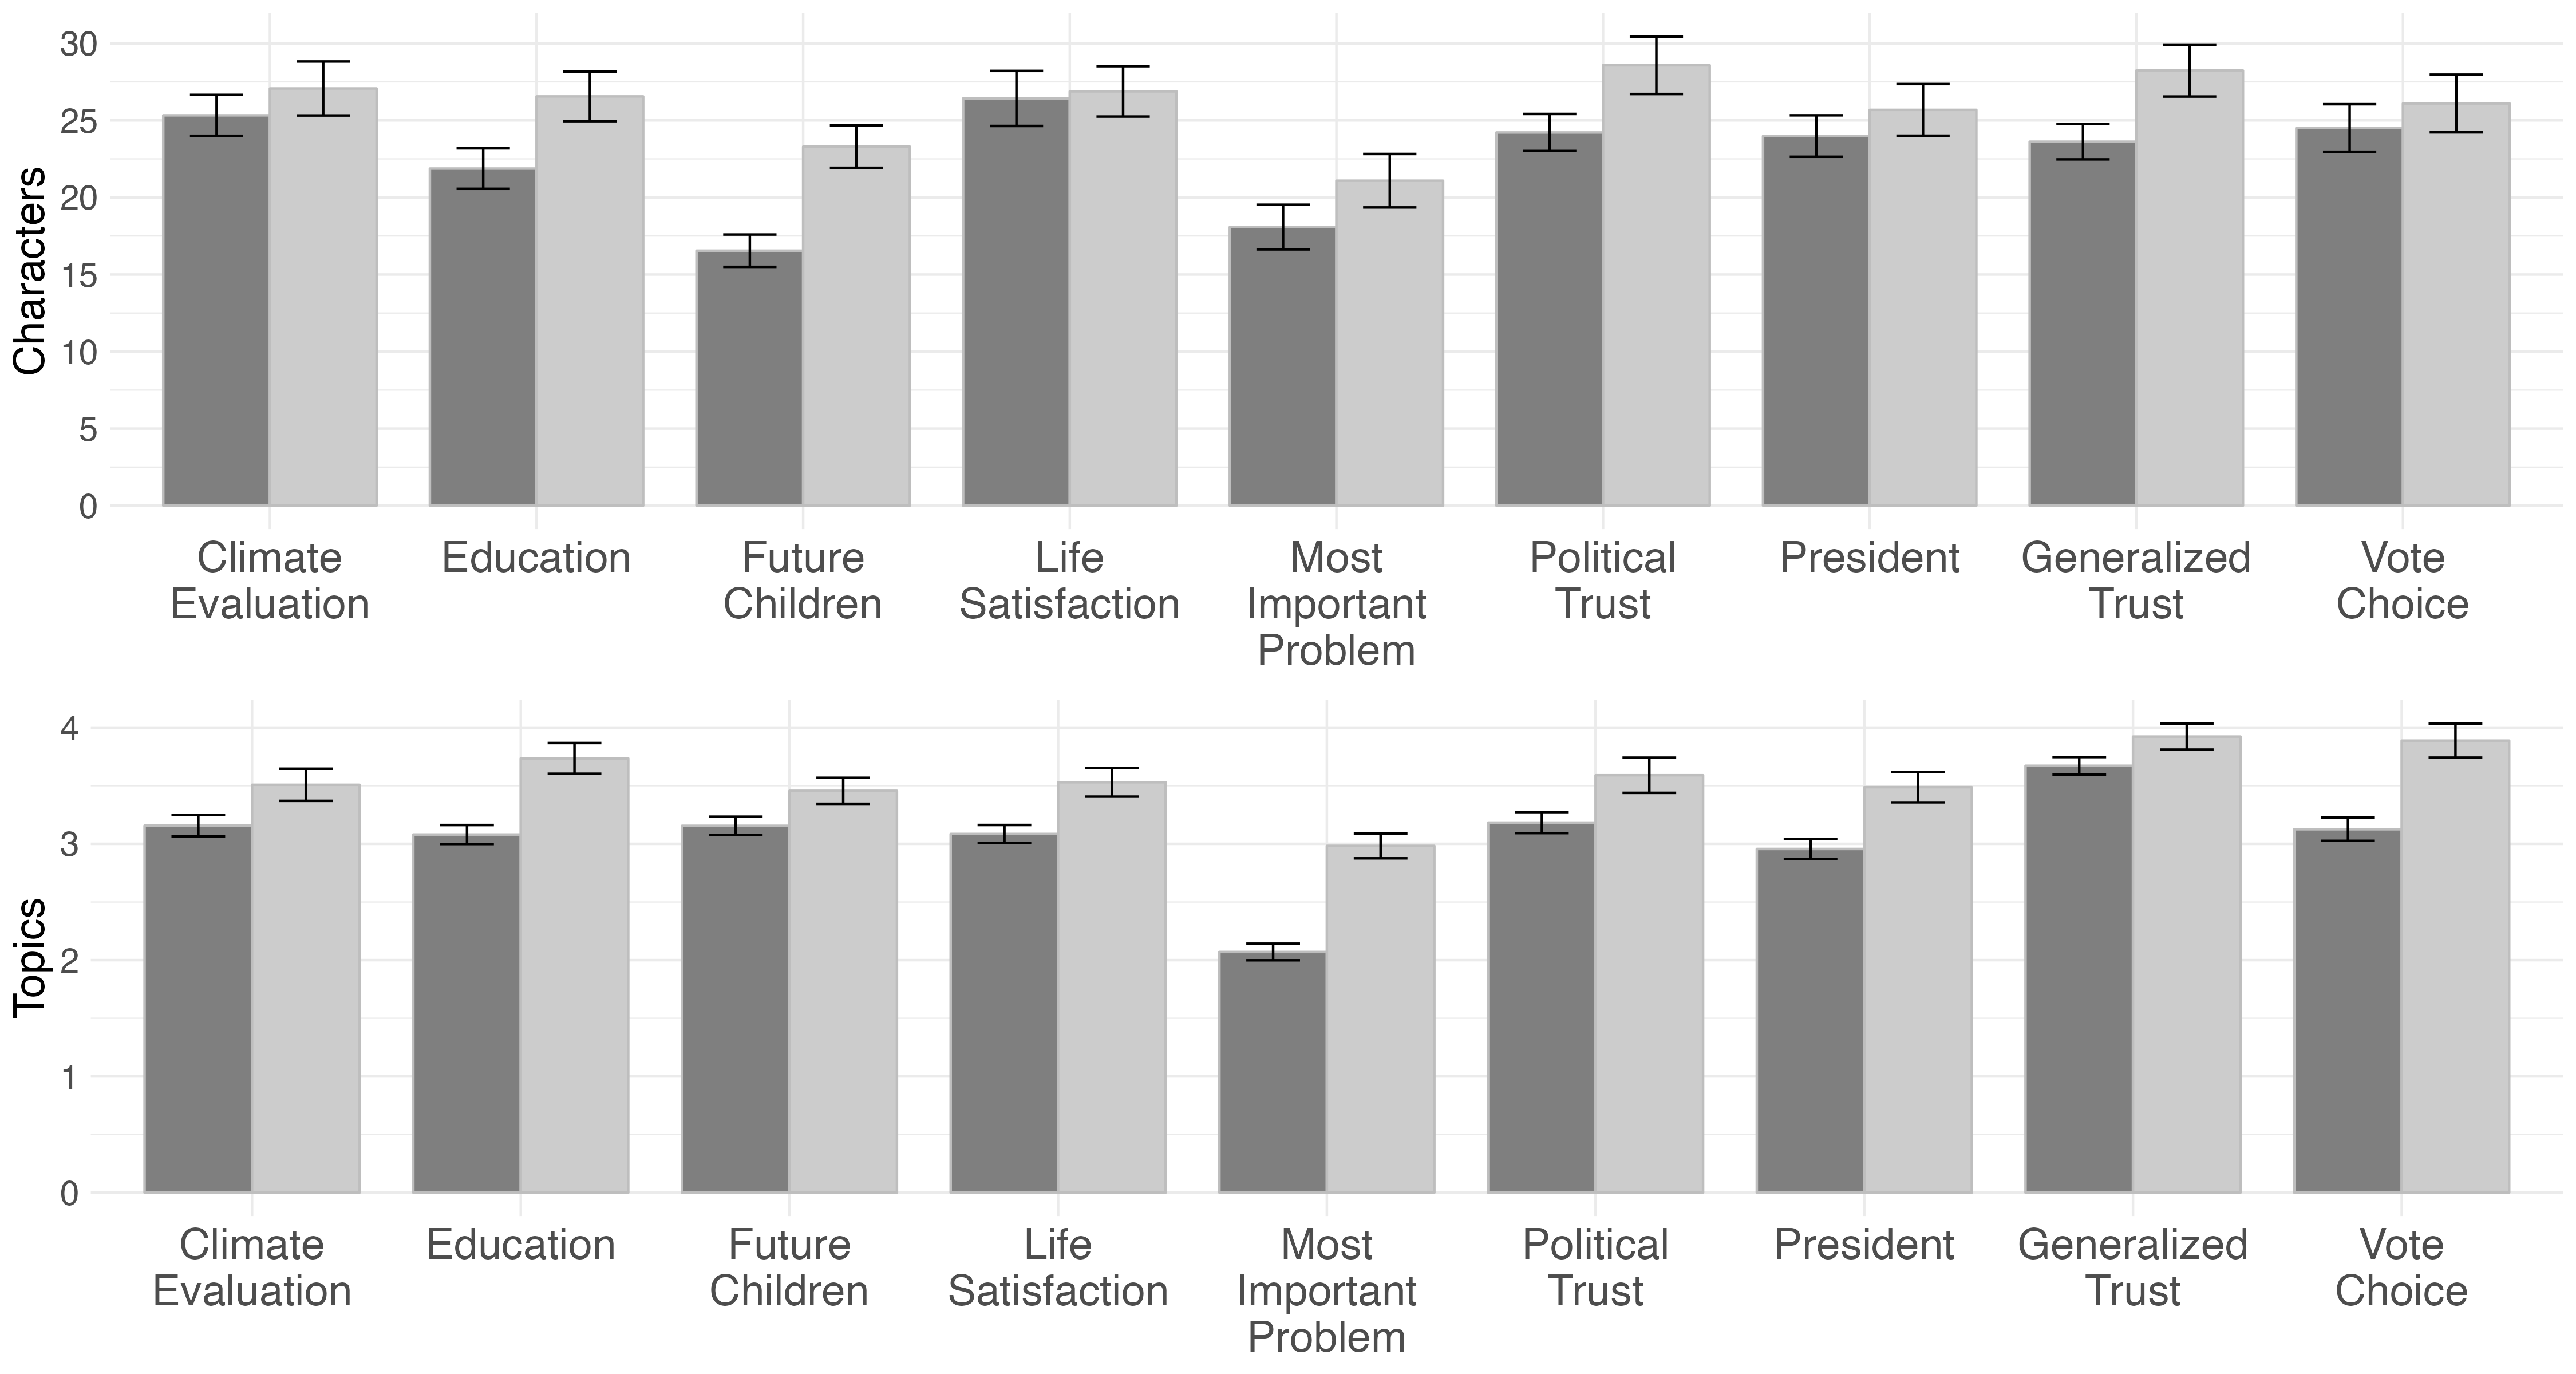 Characters
30
25
20
15
10
5
0
Climate
Evaluation
Education
Future
Children
Life
Satisfaction
Most
Important
Problem
Political
Trust
President
Generalized
Trust
Vote
Choice
Topics
4
3
2
1
0
Climate
Evaluation
Education
Future
Children
Life
Satisfaction
Most
Important
Problem
Political
Trust
President
Generalized
Trust
Vote
Choice